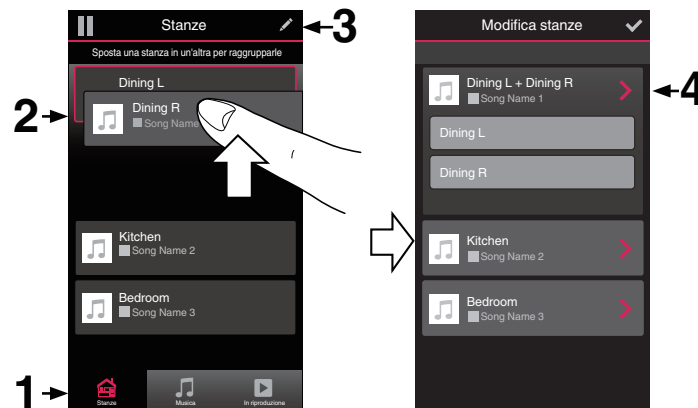 Stanze
3
Sposta una stanza in un'altra per raggrupparle
Dining L
2
Dining R
Song Name
Kitchen
Song Name 2
Bedroom
Song Name 3
1
Stanze
Musica
In riproduzione
Modifica stanze
Dining L + Dining R
Song Name 1
4
Dining L
Dining R
Kitchen
Song Name 2
Bedroom
Song Name 3